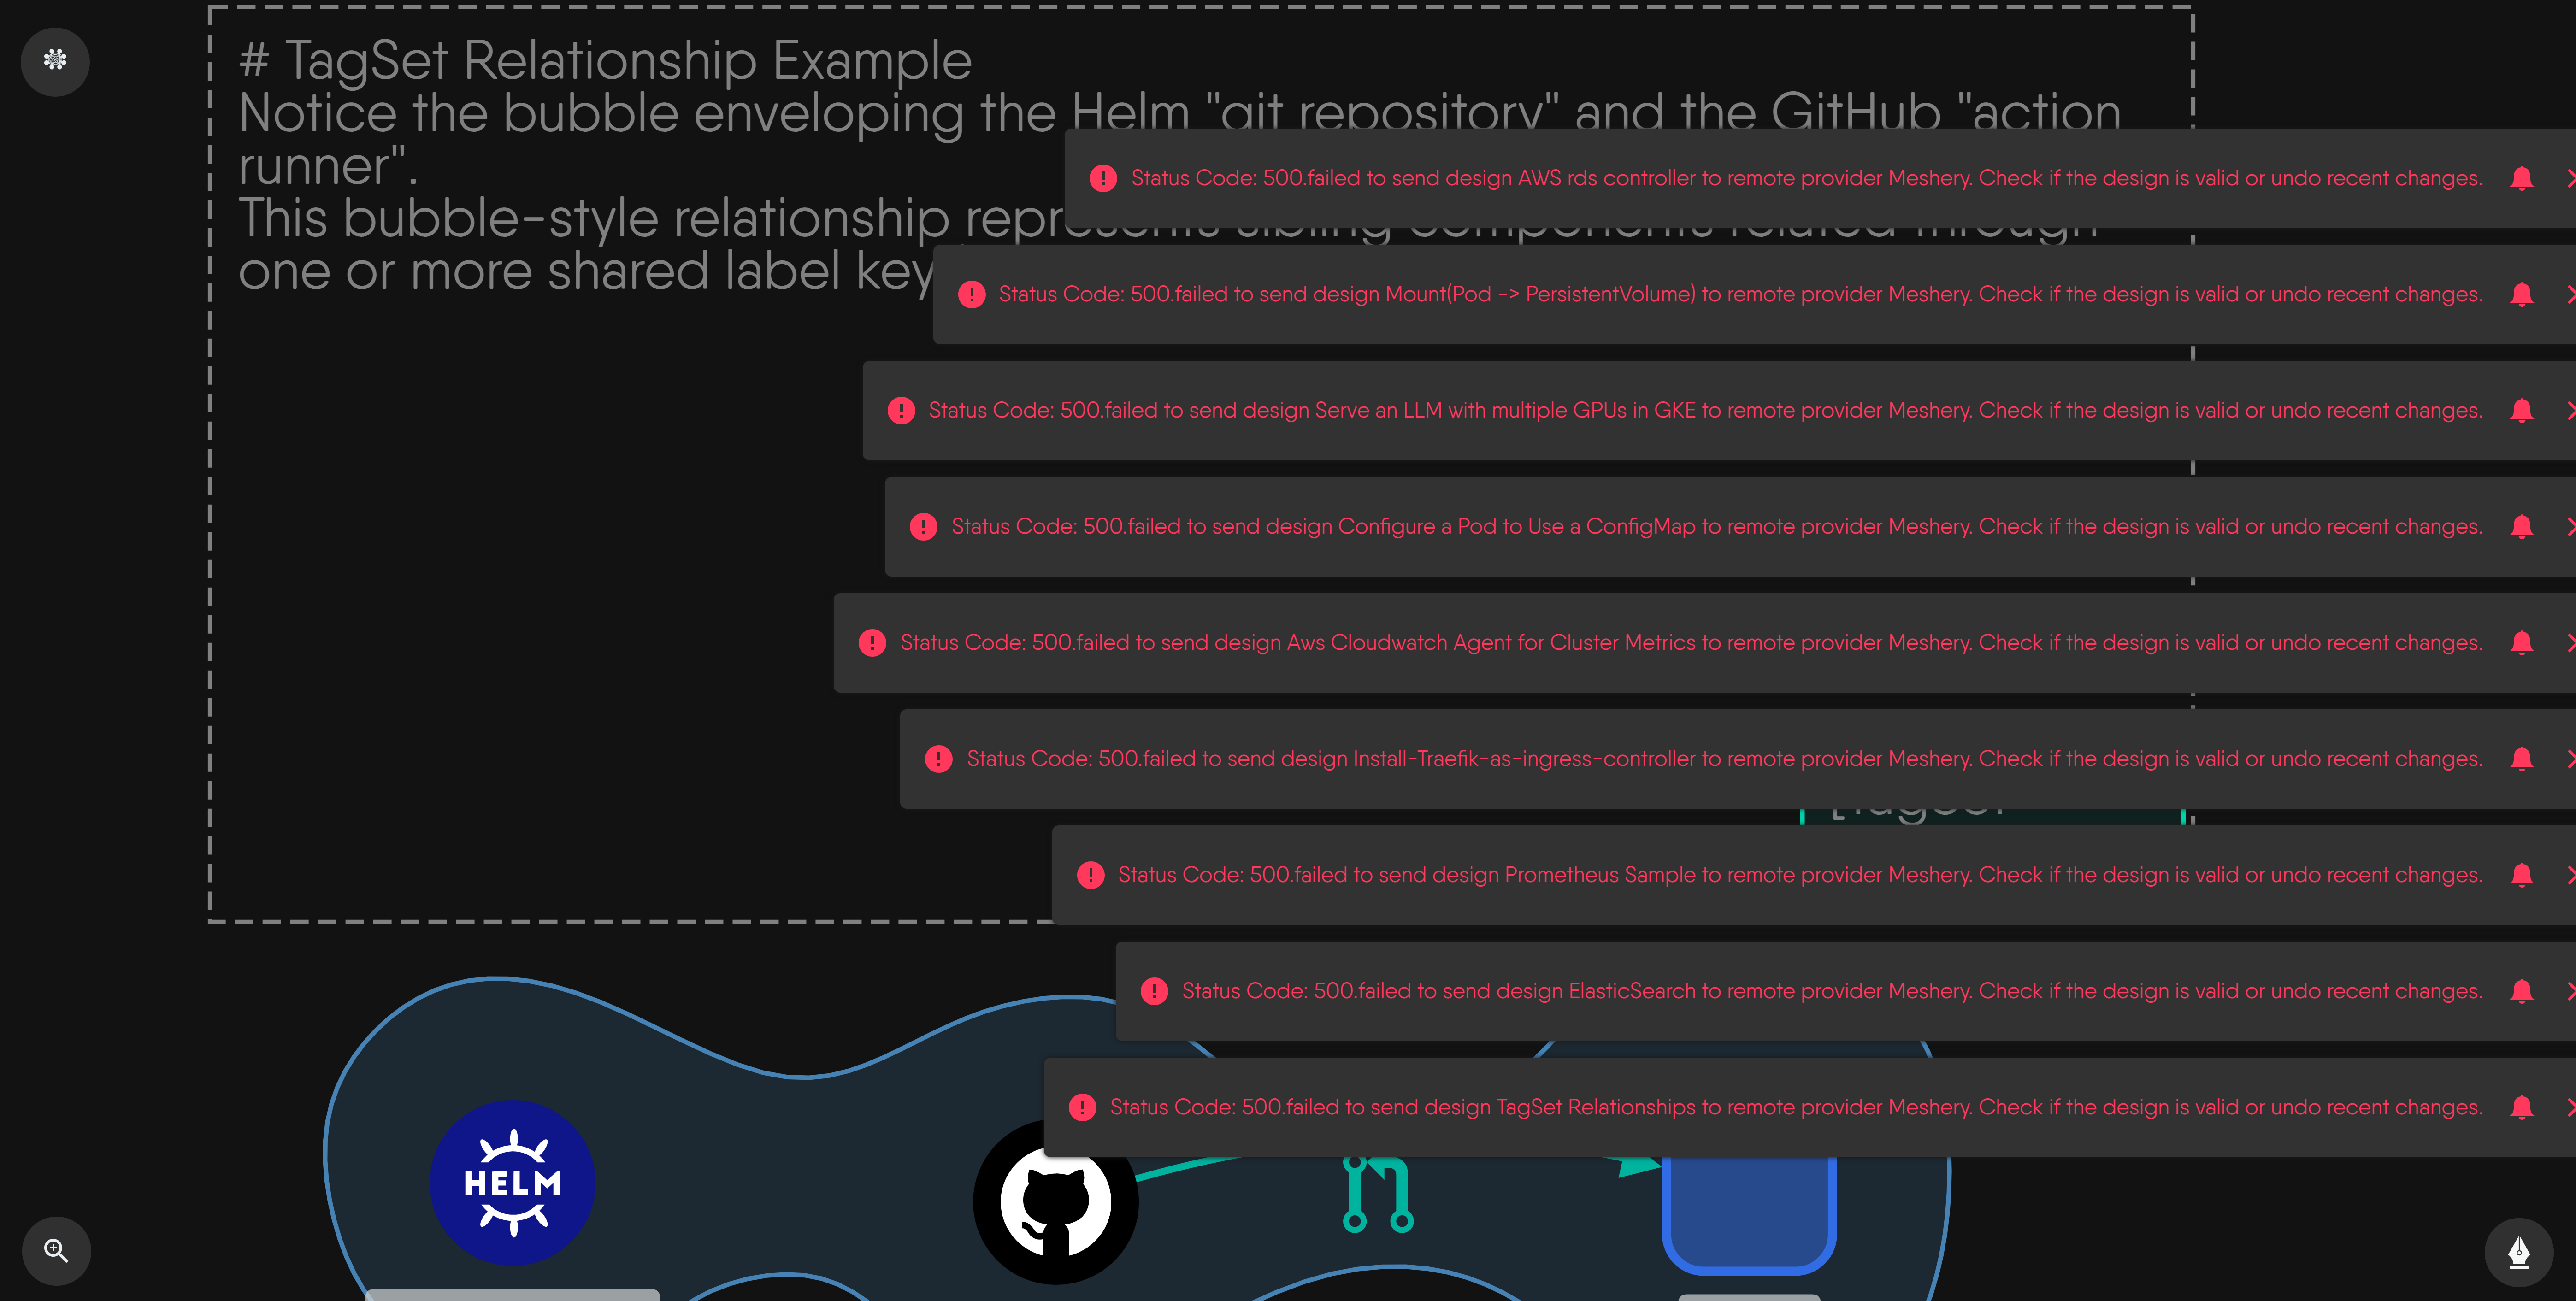 # TagSet Relationship Example
Notice the bubble enveloping the Helm "git repository" and the GitHub "action
runner".
Status Code: 500.failed to send design AWS rds controller to remote provider Meshery. Check if the design is valid or undo recent changes.
This bubble-style relationship represents sibling components related through
one or more shared label key
Status Code: 500.failed to send design Mount(Pod -> PersistentVolume) to remote provider Meshery. Check if the design is valid or undo recent changes.
Status Code: 500.failed to send design Serve an LLM with multiple GPUs in GKE to remote provider Meshery. Check if the design is valid or undo recent changes.
Status Code: 500.failed to send design Configure a Pod to Use a ConfigMap to remote provider Meshery. Check if the design is valid or undo recent changes.
Status Code: 500.failed to send design Aws Cloudwatch Agent for Cluster Metrics to remote provider Meshery. Check if the design is valid or undo recent changes.
Status Code: 500.failed to send design Install-Traefik-as-ingress-controller to remote provider Meshery. Check if the design is valid or undo recent changes.
[TagSet
Status Code: 500.failed to send design Prometheus Sample to remote provider Meshery. Check if the design is valid or undo recent changes.
Status Code: 500.failed to send design ElasticSearch to remote provider Meshery. Check if the design is valid or undo recent changes.
Status Code: 500.failed to send design TagSet Relationships to remote provider Meshery. Check if the design is valid or undo recent changes.
HELM